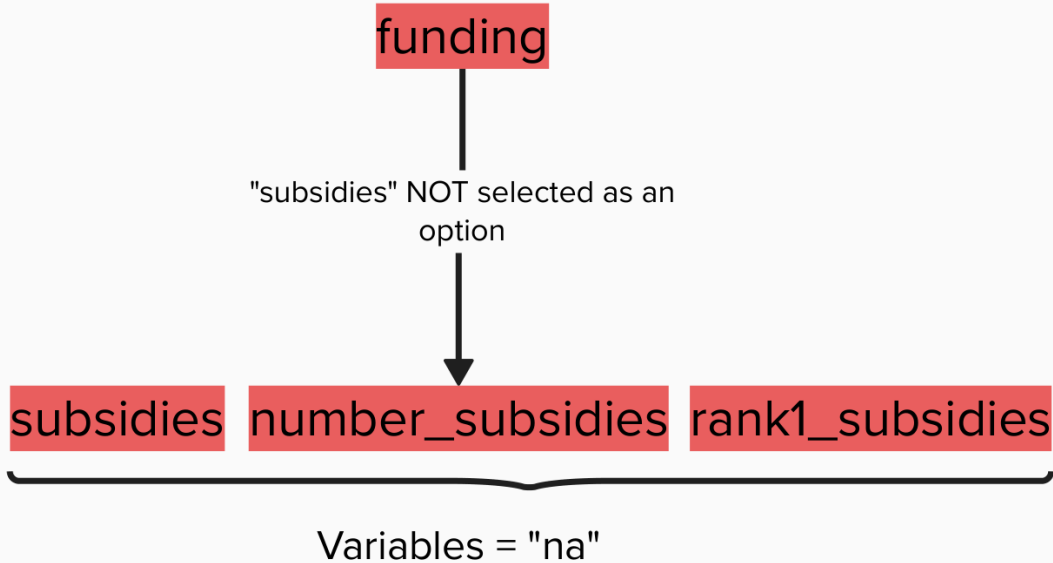 funding
"subsidies" NOT selected as an
option
subsidies number_subsidies rank1_subsidies
Variables = "na"